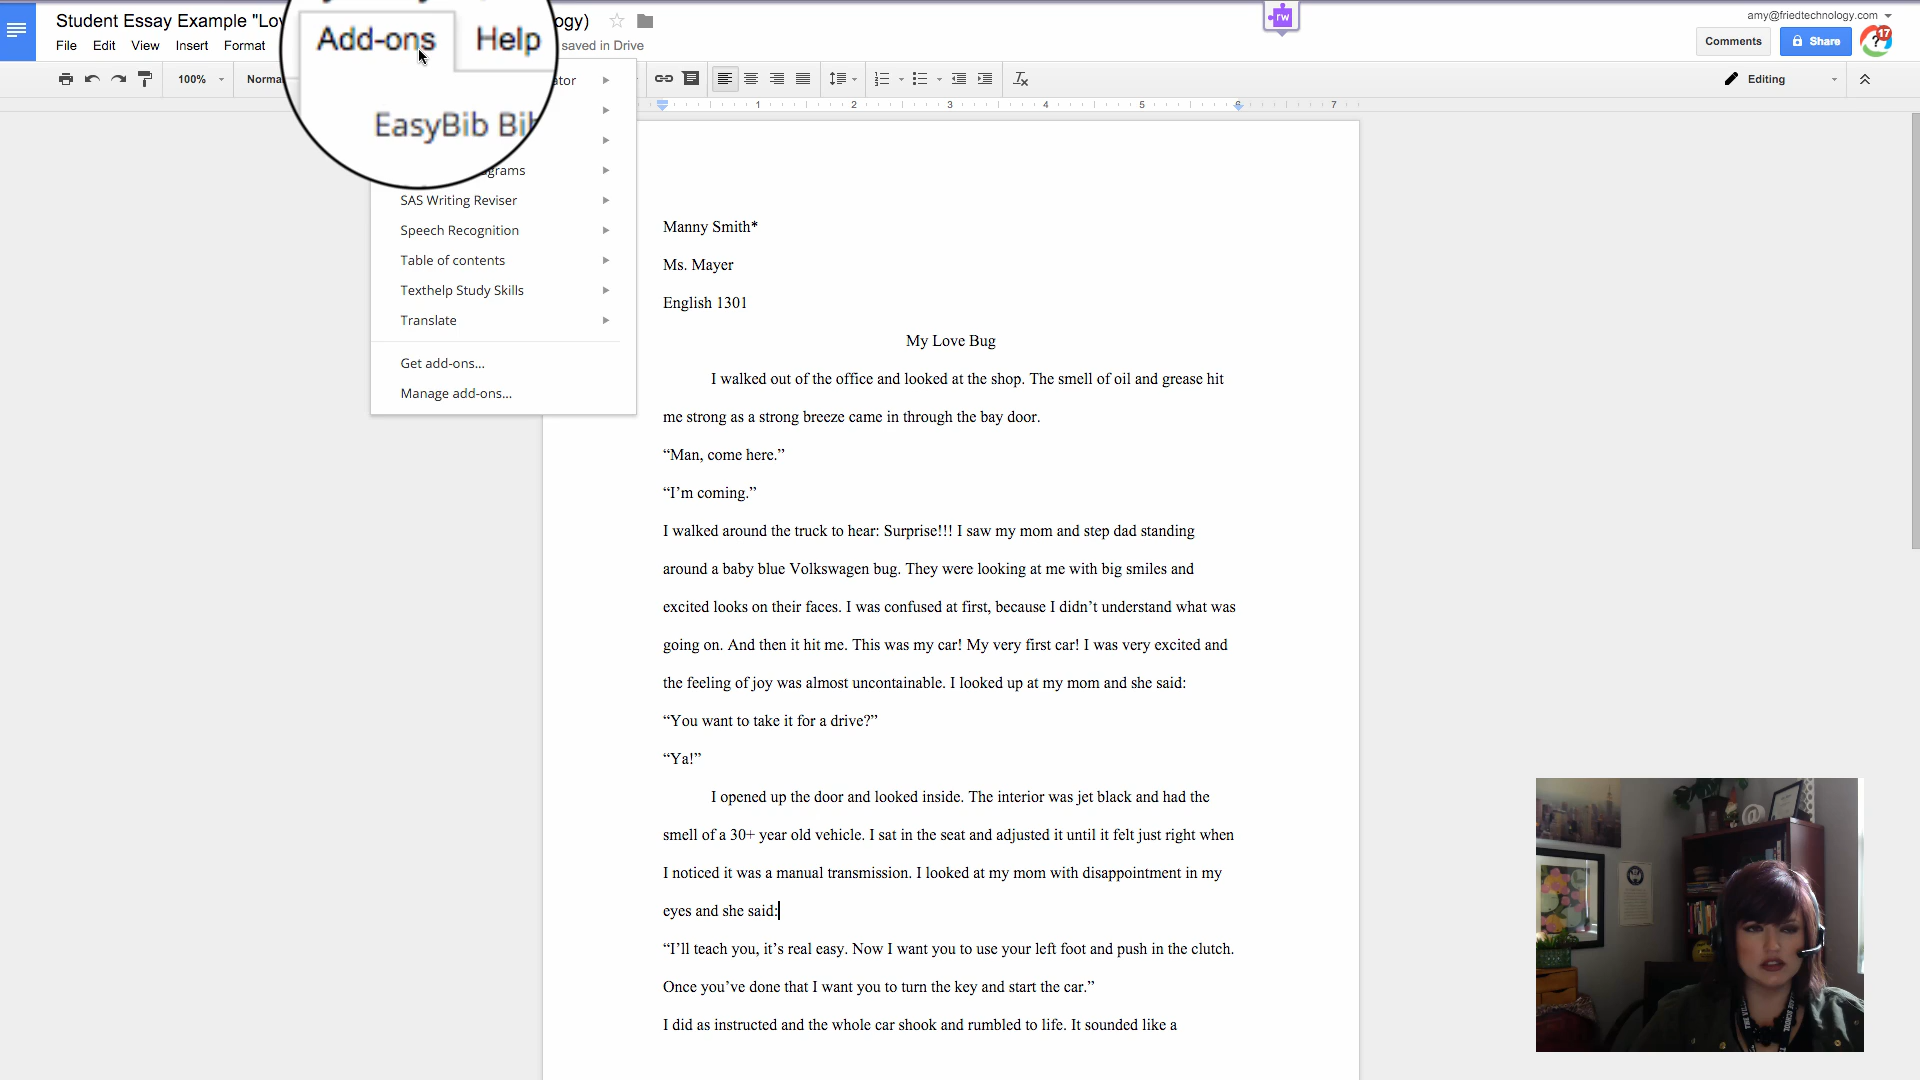 Student Essay Example "Lov
ogy)
amy@friedtechnology.com
File Edit View Insert Format
Add-ons Help
saved in Drive
Comments
Share
17
rw
100%
Norma
Editing
1 2 3 4 5 6 7
ator
EasyBib Bib
grams
SAS Writing Reviser
Speech Recognition
Table of contents
Texthelp Study Skills
Translate
Get add-ons...
Manage add-ons...
Manny Smith*
Ms. Mayer
English 1301
My Love Bug
I walked out of the office and looked at the shop. The smell of oil and grease hit
me strong as a strong breeze came in through the bay door.
“Man, come here.”
“I’m coming.”
I walked around the truck to hear: Surprise!!! I saw my mom and step dad standing
around a baby blue Volkswagen bug. They were looking at me with big smiles and
excited looks on their faces. I was confused at first, because I didn’t understand what was
going on. And then it hit me. This was my car! My very first car! I was very excited and
the feeling of joy was almost uncontainable. I looked up at my mom and she said:
“You want to take it for a drive?”
“Ya!”
I opened up the door and looked inside. The interior was jet black and had the
smell of a 30+ year old vehicle. I sat in the seat and adjusted it until it felt just right when
I noticed it was a manual transmission. I looked at my mom with disappointment in my
eyes and she said:
“I’ll teach you, it’s real easy. Now I want you to use your left foot and push in the clutch.
Once you’ve done that I want you to turn the key and start the car.”
I did as instructed and the whole car shook and rumbled to life. It sounded like a